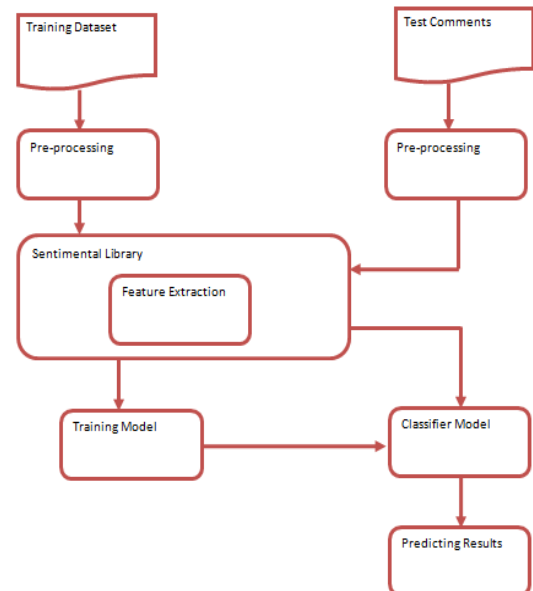 Training Dataset
Test Comments
Pre-processing
Pre-processing
Sentimental Library
Feature Extraction
Training Model
Classifier Model
Predicting Results